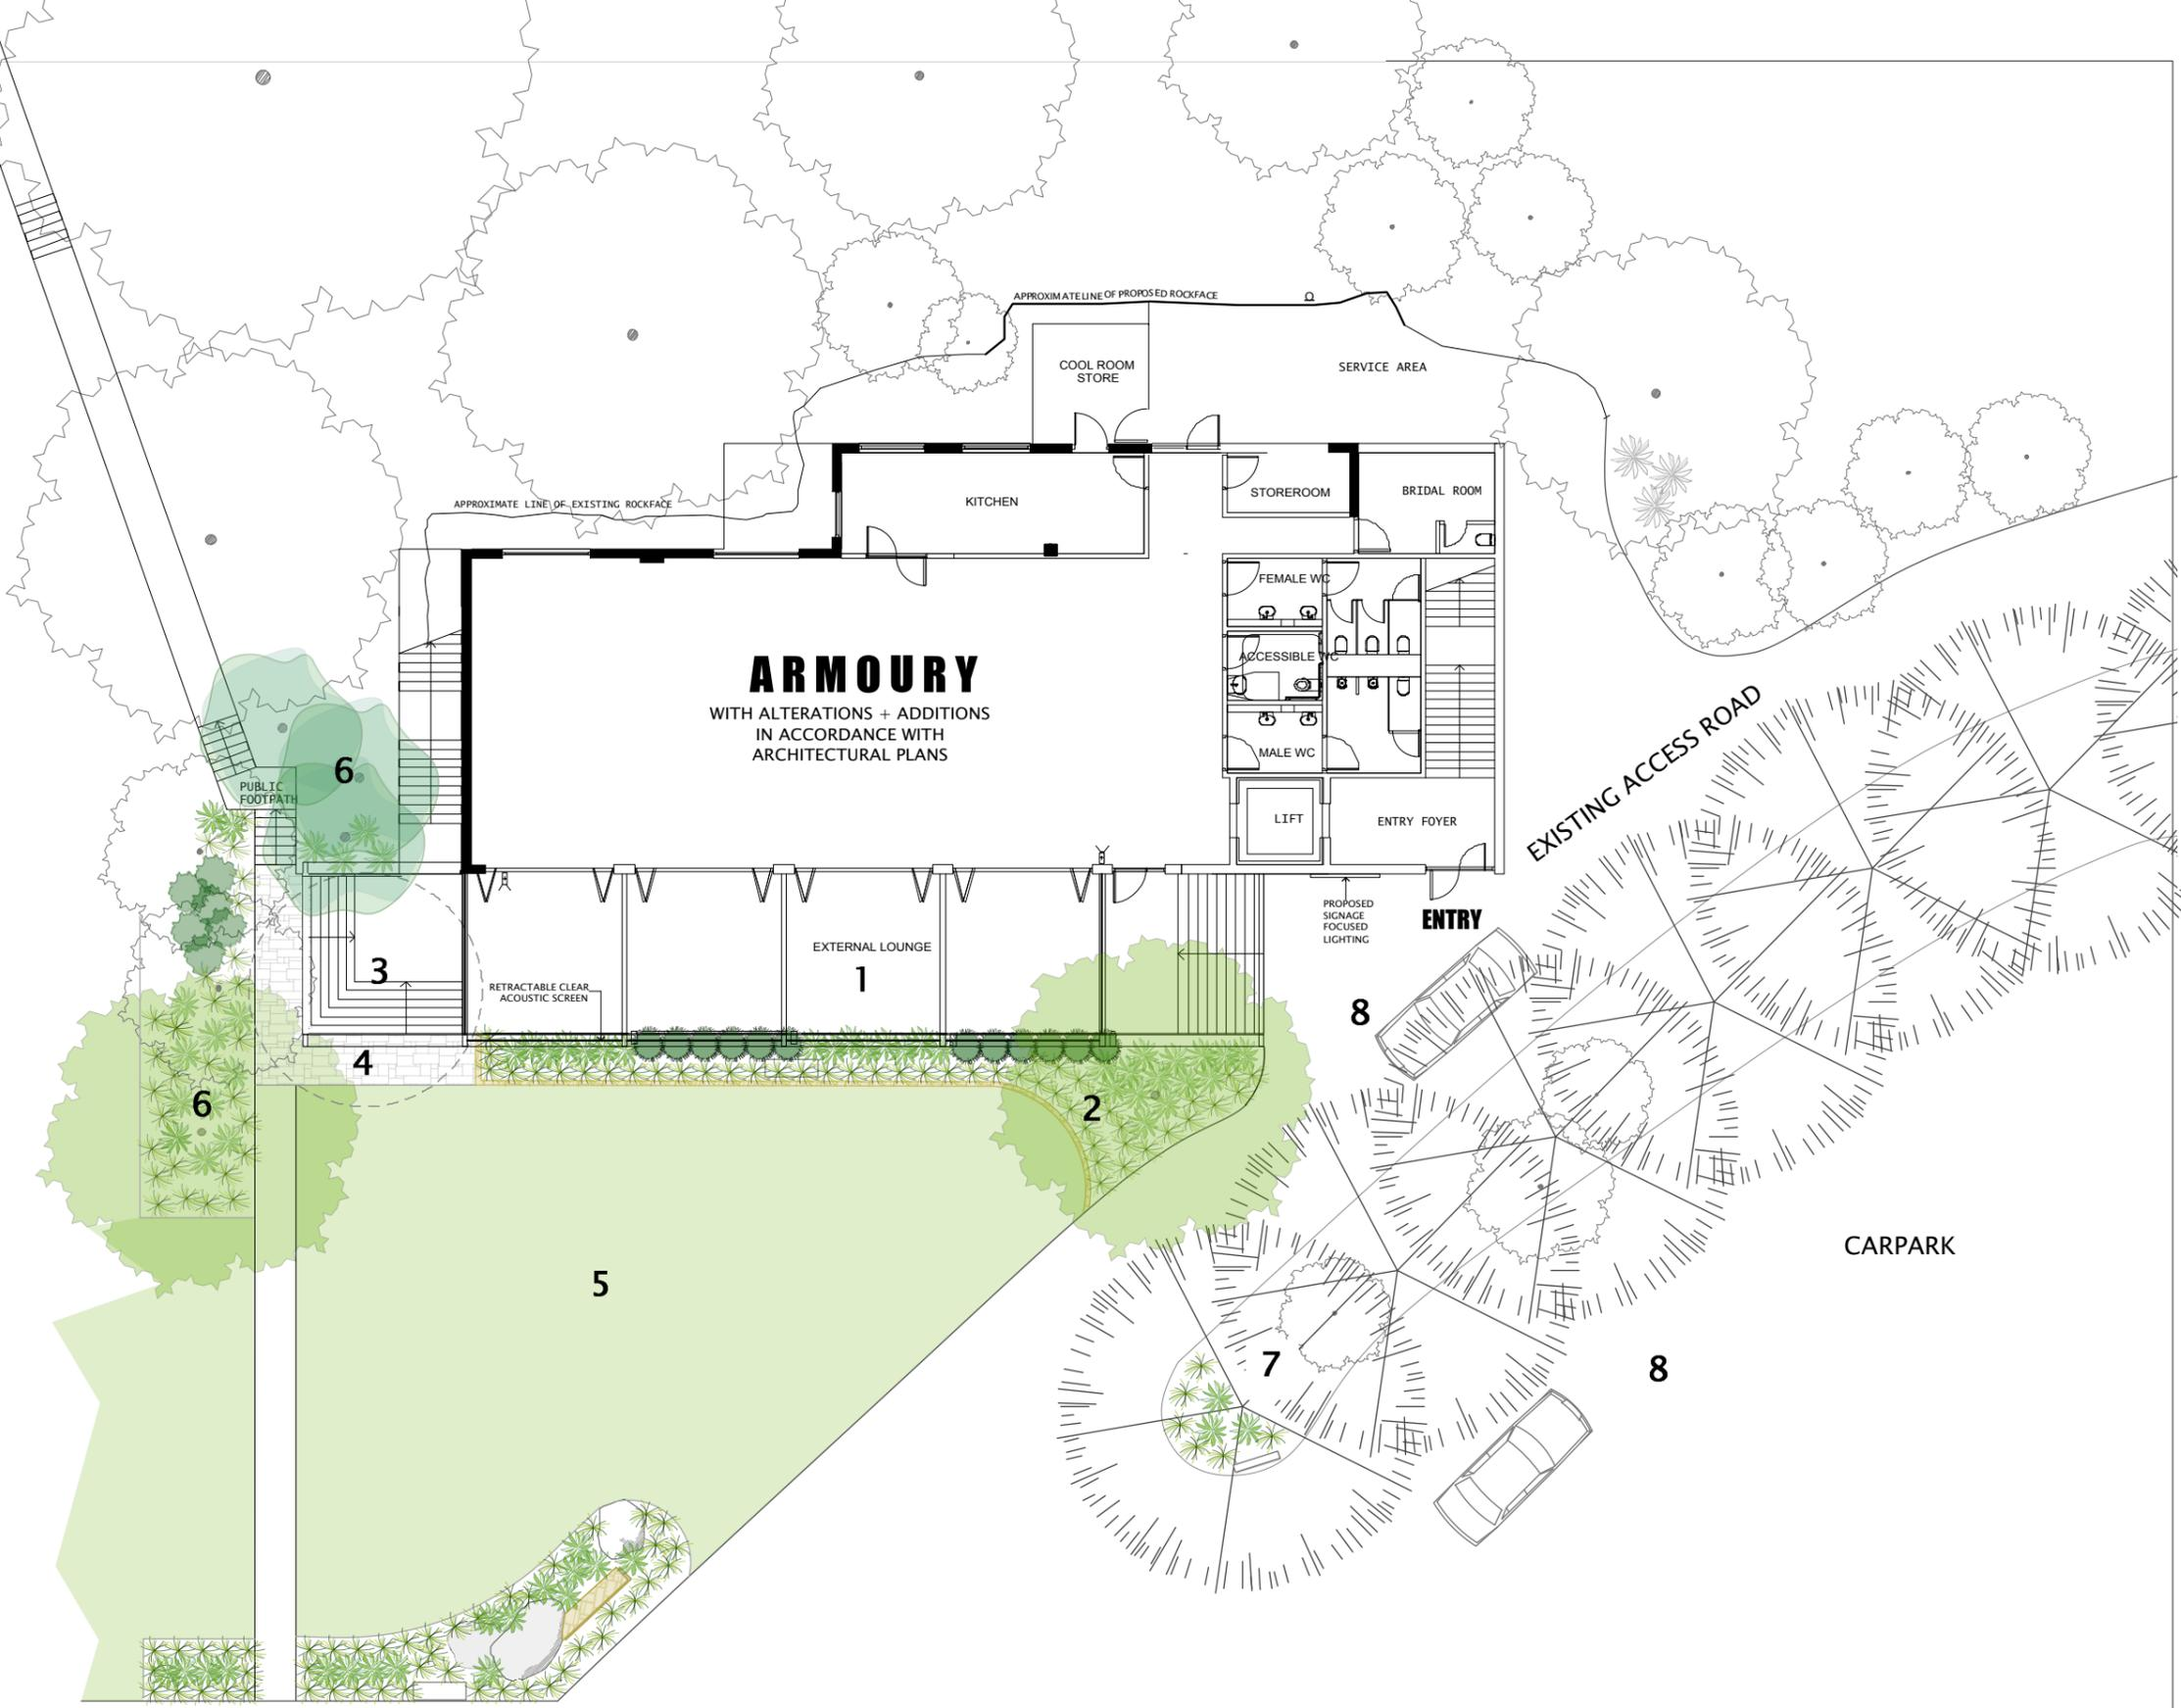 APPROXIMATE LINE OF PROPOSED ROCKFACE
COOL ROOM
STORE
SERVICE AREA
APPROXIMATE LINE OF EXISTING ROCKFACE
KITCHEN
STOREROOM
BRIDAL ROOM
FEMALE WC
ACCESSIBLE WC
MALE WC
ARMOURY
WITH ALTERATIONS + ADDITIONS
IN ACCORDANCE WITH
ARCHITECTURAL PLANS
EXISTING ACCESS ROAD
6
PUBLIC
FOOTPATH
LIFT
ENTRY FOYER
PROPOSED
SIGNAGE
FOCUSED
LIGHTING
ENTRY
EXTERNAL LOUNGE
1
3
RETRACTABLE CLEAR
ACOUSTIC SCREEN
8
4
6
2
CARPARK
5
7
8